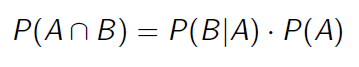 P(A ∩ B) = P(B|A) · P(A)